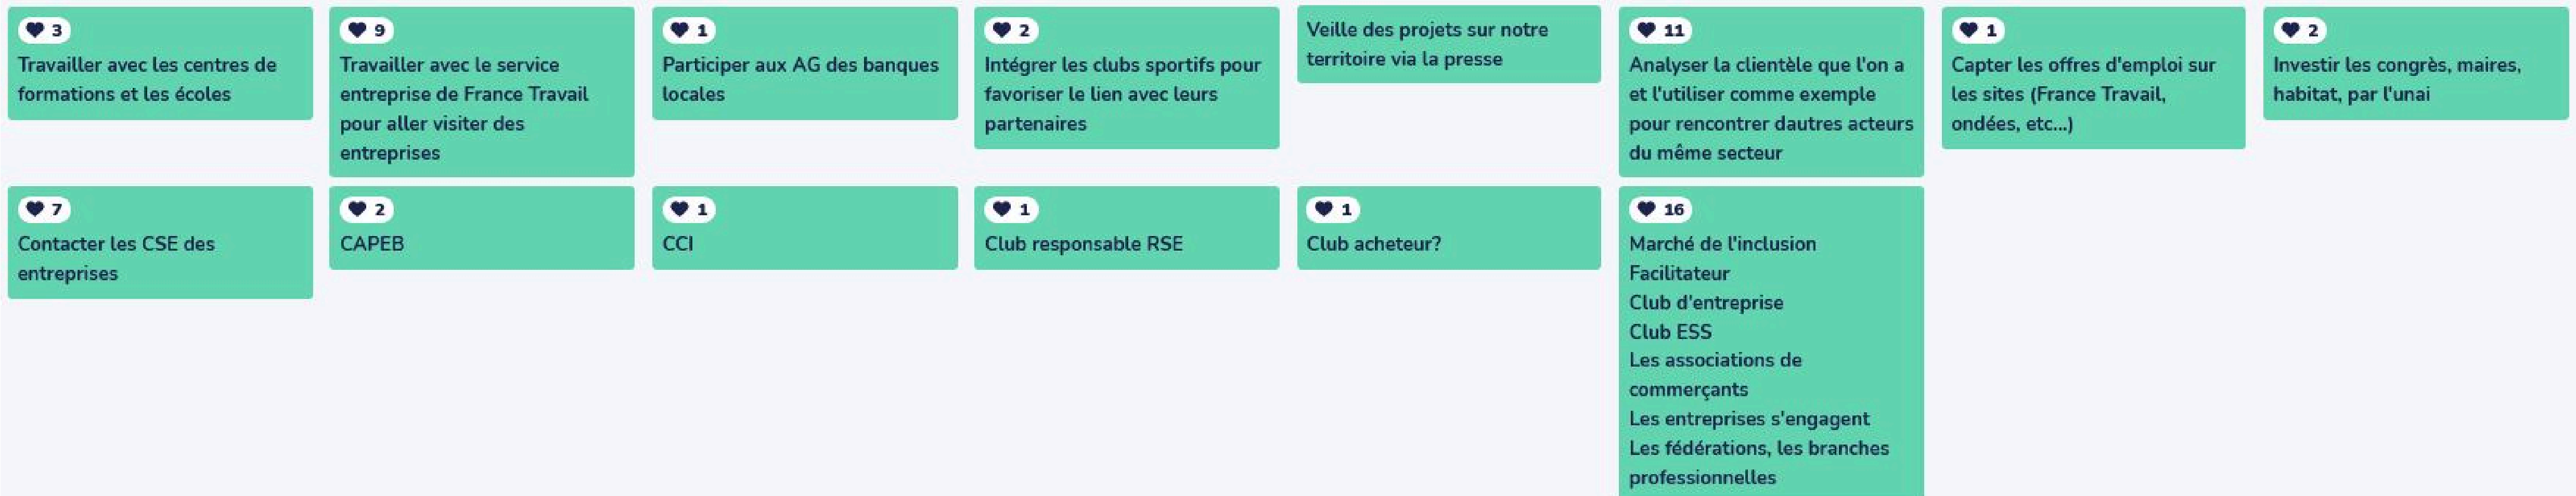 3
Travailler avec les centres de
formations et les écoles
9
Travailler avec le service
entreprise de France Travail
pour aller visiter des
entreprises
1
Participer aux AG des banques
locales
2
Intégrer les clubs sportifs pour
favoriser le lien avec leurs
partenaires
Veille des projets sur notre
territoire via la presse
11
Analyser la clientèle que l'on a
et l'utiliser comme exemple
pour rencontrer dautres acteurs
du même secteur
1
Capter les offres d'emploi sur
les sites (France Travail,
ondées, etc...)
2
Investir les congrès, maires,
habitat, par l'unai
7
Contacter les CSE des
entreprises
2
CAPEB
1
CCI
1
Club responsable RSE
1
Club acheteur?
16
Marché de l'inclusion
Facilitateur
Club d'entreprise
Club ESS
Les associations de
commerçants
Les entreprises s'engagent
Les fédérations, les branches
professionnelles